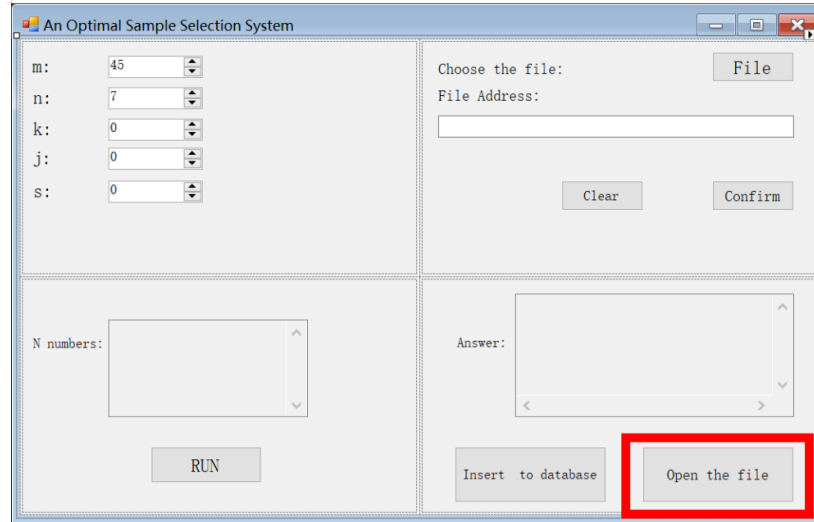 An Optimal Sample Selection System
m: 45
n: 7
k: 0
j: 0
s: 0
Choose the file: File
File Address:
Clear Confirm
N numbers:
RUN
Answer:
Insert to database Open the file